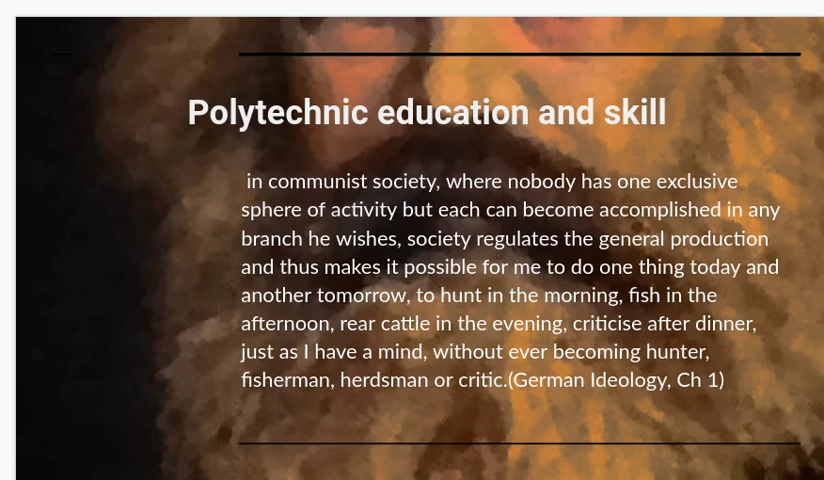 Polytechnic education and skill
in communist society, where nobody has one exclusive
sphere of activity but each can become accomplished in any
branch he wishes, society regulates the general production
and thus makes it possible for me to do one thing today and
another tomorrow, to hunt in the morning, fish in the
afternoon, rear cattle in the evening, criticise after dinner,
just as I have a mind, without ever becoming hunter,
fisherman, herdsman or critic.(German Ideology, Ch 1)